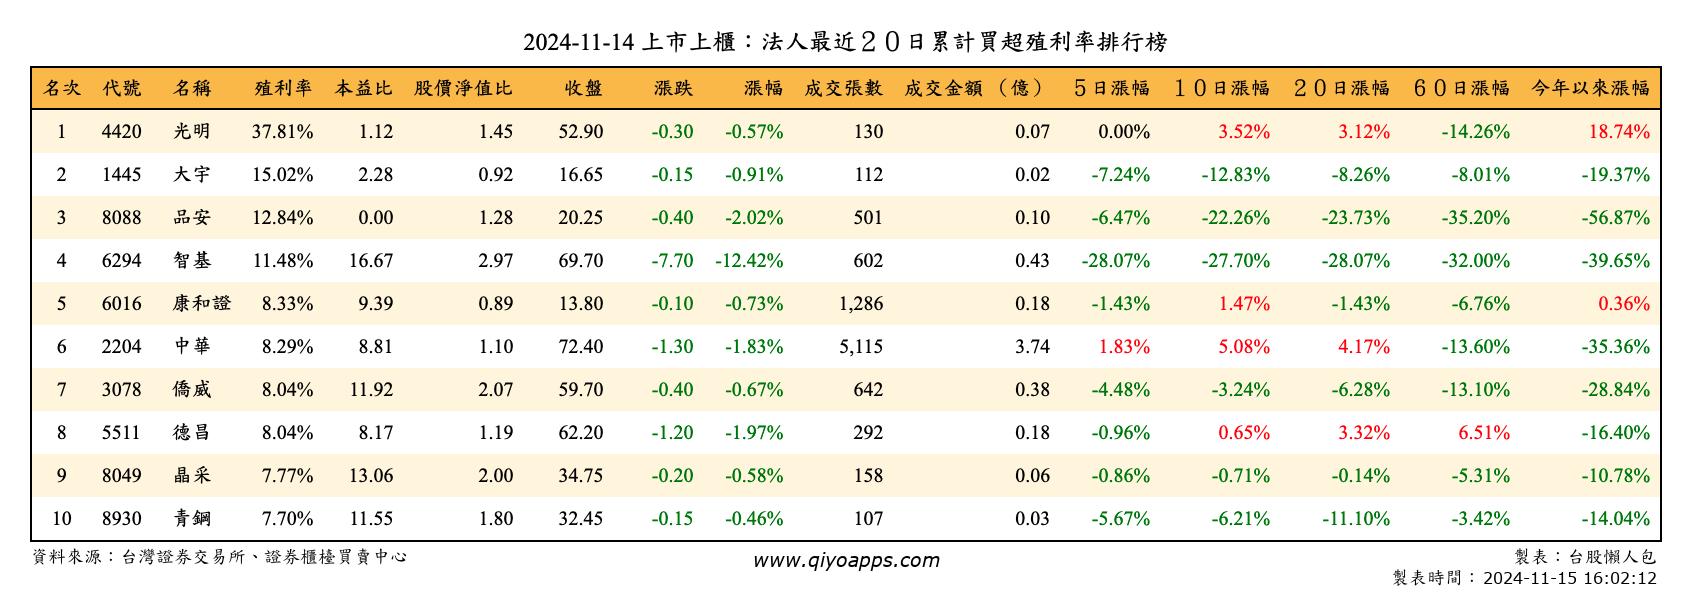 2024-11-14 上市上櫃：法人最近２０日累計買超殖利率排行榜
名次 代號 名稱 殖利率 本益比 股價淨值比 收盤 漲跌 漲幅 成交張數 成交金額（億） 5日漲幅 10日漲幅 20日漲幅 60日漲幅 今年以來漲幅
1 4420 光明 37.81% 1.12 1.45 52.90 -0.30 -0.57% 130 0.07 0.00% 3.52% 3.12% -14.26% 18.74%
2 1445 大宇 15.02% 2.28 0.92 16.65 -0.15 -0.91% 112 0.02 -7.24% -12.83% -8.26% -8.01% -19.37%
3 8088 品安 12.84% 0.00 1.28 20.25 -0.40 -2.02% 501 0.10 -6.47% -22.26% -23.73% -35.20% -56.87%
4 6294 智基 11.48% 16.67 2.97 69.70 -7.70 -12.42% 602 0.43 -28.07% -27.70% -28.07% -32.00% -39.65%
5 6016 康和證 8.33% 9.39 0.89 13.80 -0.10 -0.73% 1,286 0.18 -1.43% 1.47% -1.43% -6.76% 0.36%
6 2204 中華 8.29% 8.81 1.10 72.40 -1.30 -1.83% 5,115 3.74 1.83% 5.08% 4.17% -13.60% -35.36%
7 3078 僑威 8.04% 11.92 2.07 59.70 -0.40 -0.67% 642 0.38 -4.48% -3.24% -6.28% -13.10% -28.84%
8 5511 德昌 8.04% 8.17 1.19 62.20 -1.20 -1.97% 292 0.18 -0.96% 0.65% 3.32% 6.51% -16.40%
9 8049 晶采 7.77% 13.06 2.00 34.75 -0.20 -0.58% 158 0.06 -0.86% -0.71% -0.14% -5.31% -10.78%
10 8930 青鋼 7.70% 11.55 1.80 32.45 -0.15 -0.46% 107 0.03 -5.67% -6.21% -11.10% -3.42% -14.04%
資料來源：台灣證券交易所、證券櫃檯買賣中心 www.qiyoapps.com 製表：台股懶人包
製表時間：2024-11-15 16:02:12